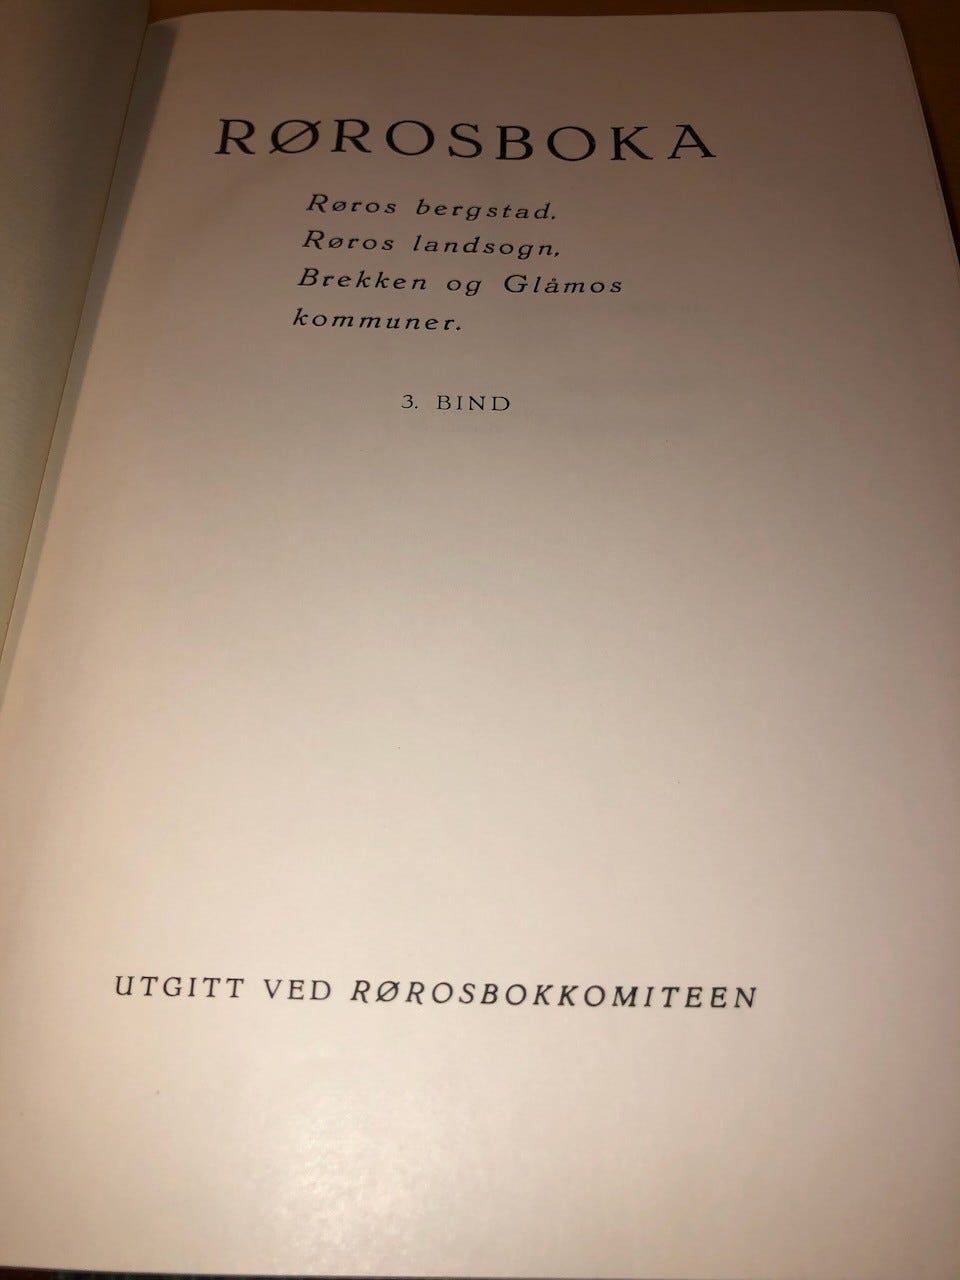 RØROSBOKA
Røros bergstad.
Røros landsogn,
Brekken og Glåmos
kommuner.
3. BIND
UTGITT VED RØROSBOKKOMITEEN